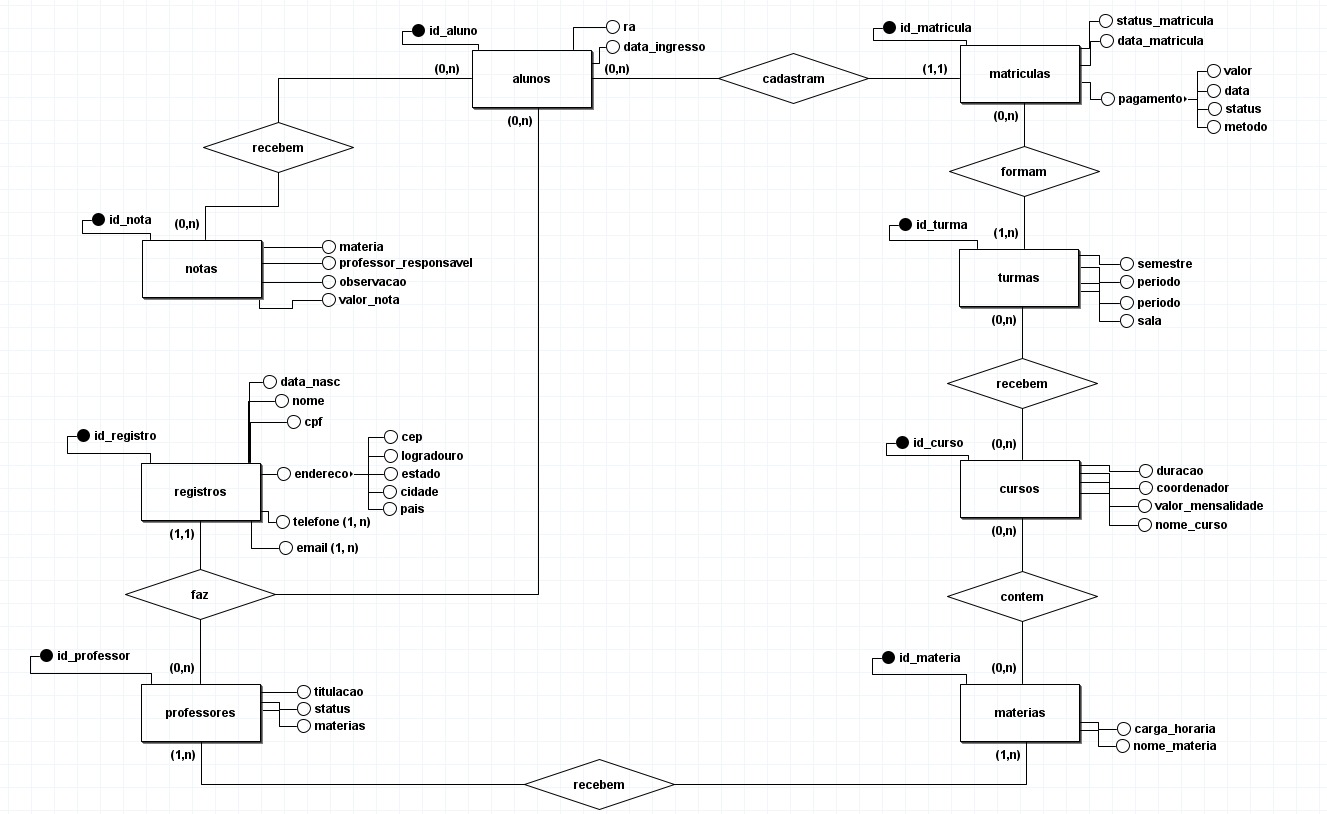 id_aluno
ra
data_ingresso
(0,n)
alunos
(0,n)
(0,n)
cadastram
id_matricula
status_matricula
data_matricula
(1,1)
matriculas
pagamento
valor
data
status
metodo
(0,n)
recebem
formam
id_nota
(0,n)
notas
materia
professor_responsavel
observacao
valor_nota
id_turma
(1,n)
turmas
semestre
periodo
periodo
sala
(0,n)
recebem
data_nasc
nome
cpf
id_registro
registros
endereco
cep
logradouro
estado
cidade
pais
telefone (1, n)
email (1, n)
(1,1)
id_curso
(0,n)
cursos
duracao
coordenador
valor_mensalidade
nome_curso
(0,n)
faz
contem
id_professor
(0,n)
professores
titulacao
status
materias
(1,n)
id_materia
(0,n)
materias
carga_horaria
nome_materia
(1,n)
recebem